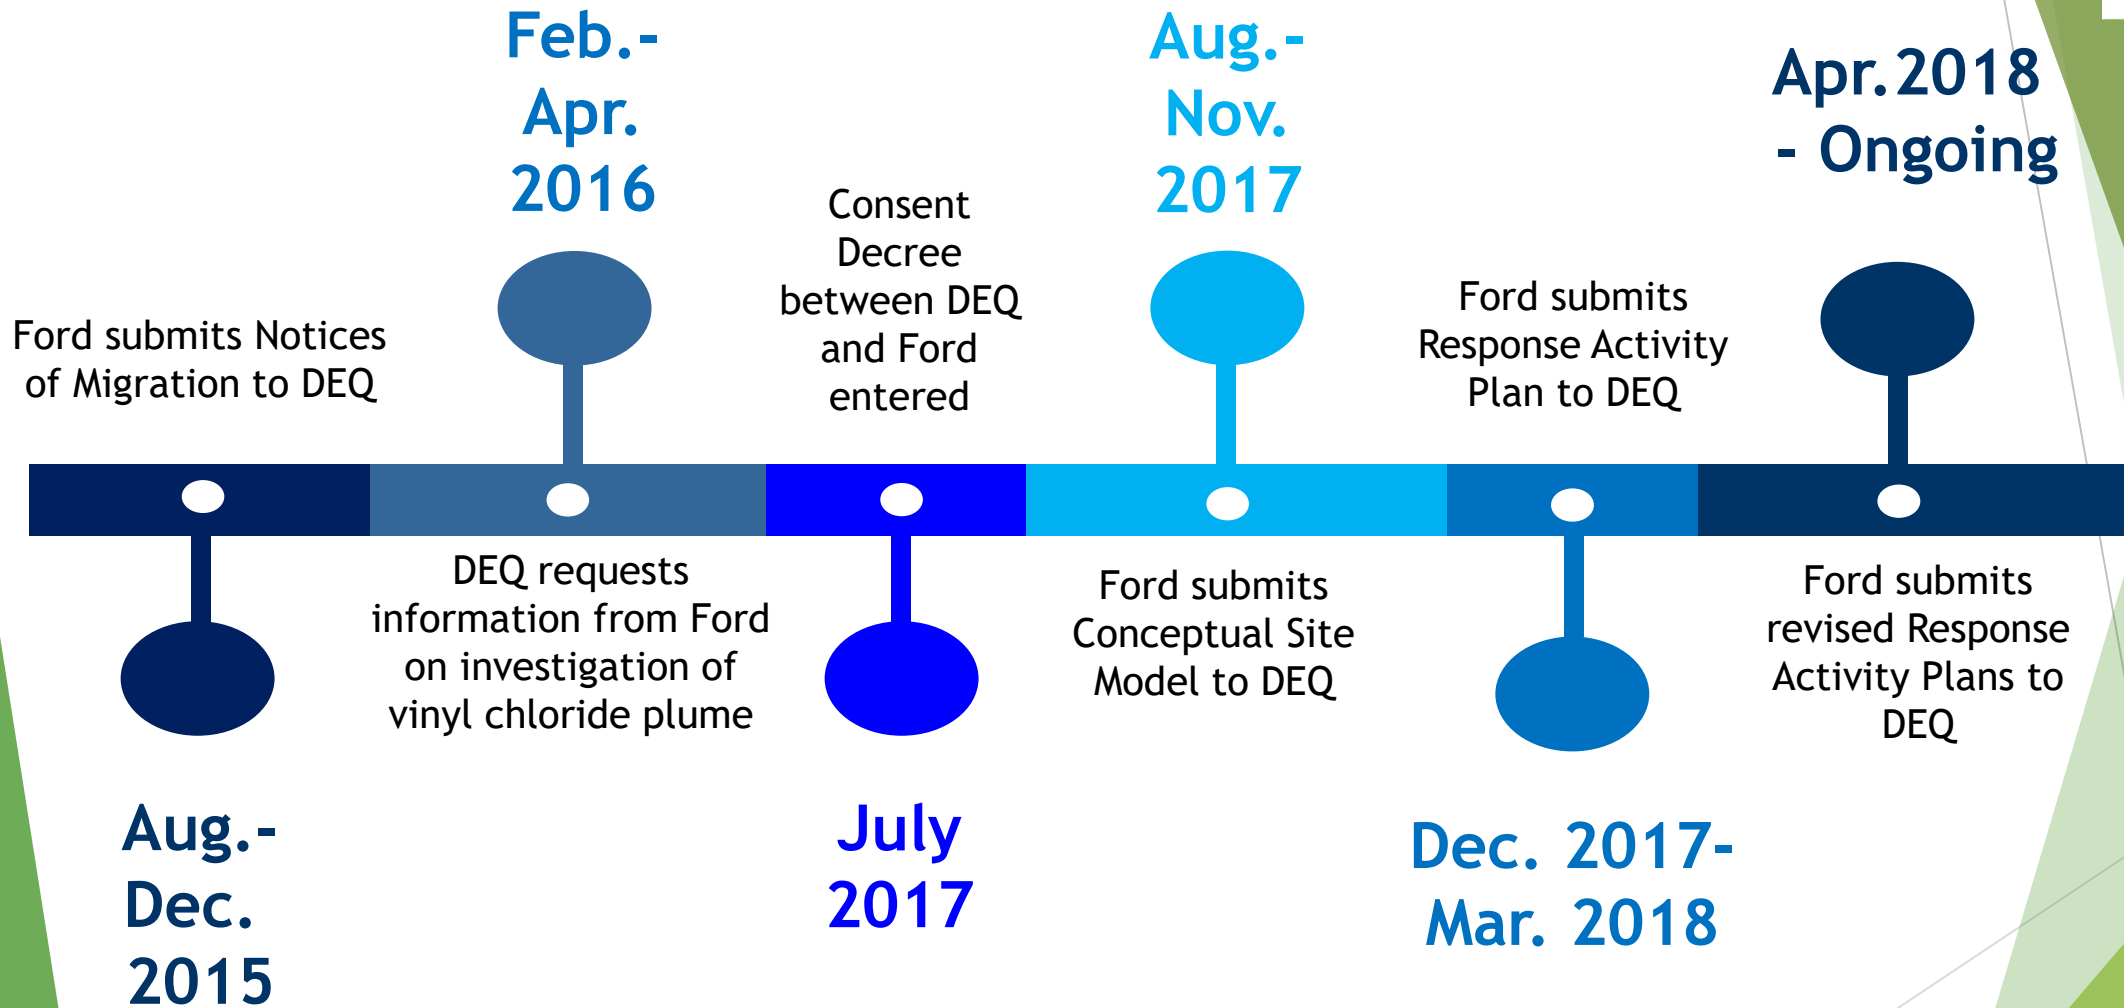 Feb.-
Apr.
2016
Aug.-
Nov.
2017
Apr.2018
- Ongoing
Ford submits Notices
of Migration to DEQ
Consent
Decree
between DEQ
and Ford
entered
Ford submits
Response Activity
Plan to DEQ
DEQ requests
information from Ford
on investigation of
vinyl chloride plume
Ford submits
Conceptual Site
Model to DEQ
Ford submits
revised Response
Activity Plans to
DEQ
Aug.-
Dec.
2015
July
2017
Dec. 2017-
Mar. 2018